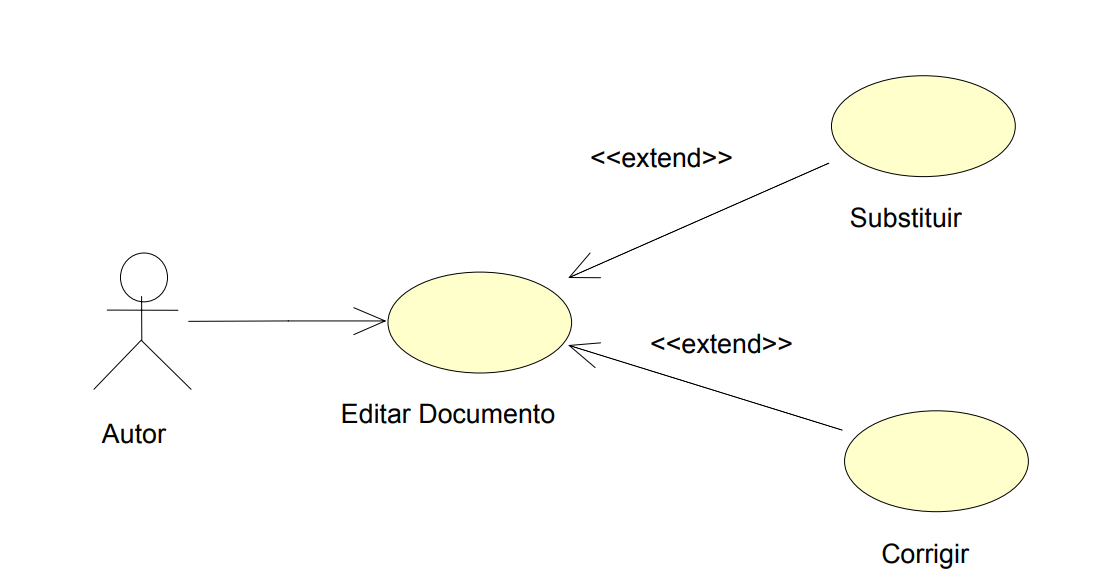 <<extend>>
Substituir
<<extend>>
Editar Documento
Autor
Corrigir